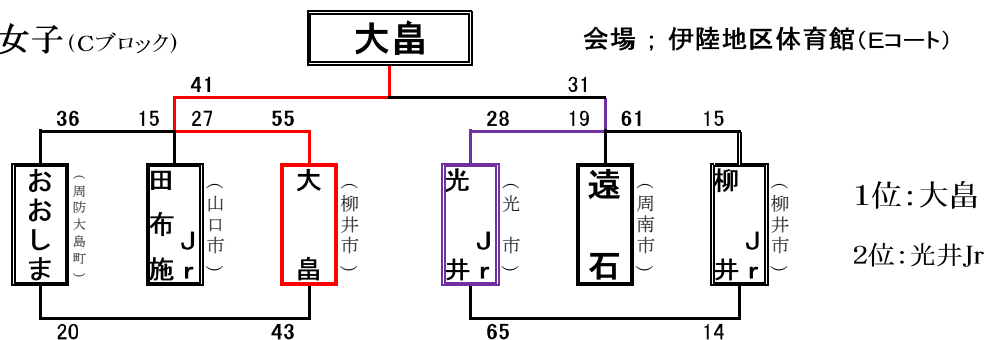 女子(Cブロック)
大畠
会場 ; 伊陸地区体育館(Eコート)
41
31
36
15
27
55
28
19
61
15
おおしま
(周防大島町)
田布施Jr
(山口市)
大畠
(柳井市)
光井Jr
(光市)
遠石
(周南市)
柳井Jr
(柳井市)
1位:大畠
2位:光井Jr
20
43
65
14